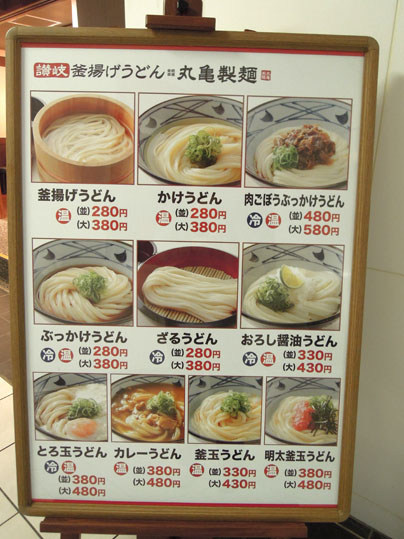 讃岐 釜揚げうどん 丸亀製麺
釜揚げうどん
温 (並)280円
(大)380円
かけうどん
温 (並)280円
(大)380円
肉ごぼうぶっかけうどん
冷 温 (並)480円
(大)580円
ぶっかけうどん
冷 温 (並)280円
(大)380円
ざるうどん
冷 (並)280円
(大)380円
おろし醤油うどん
冷 温 (並)330円
(大)430円
とろ玉うどん
冷 温
(並)380円
(大)480円
カレーうどん
温 (並)380円
(大)480円
釜玉うどん
温 (並)330円
(大)430円
明太釜玉うどん
温 (並)380円
(大)480円